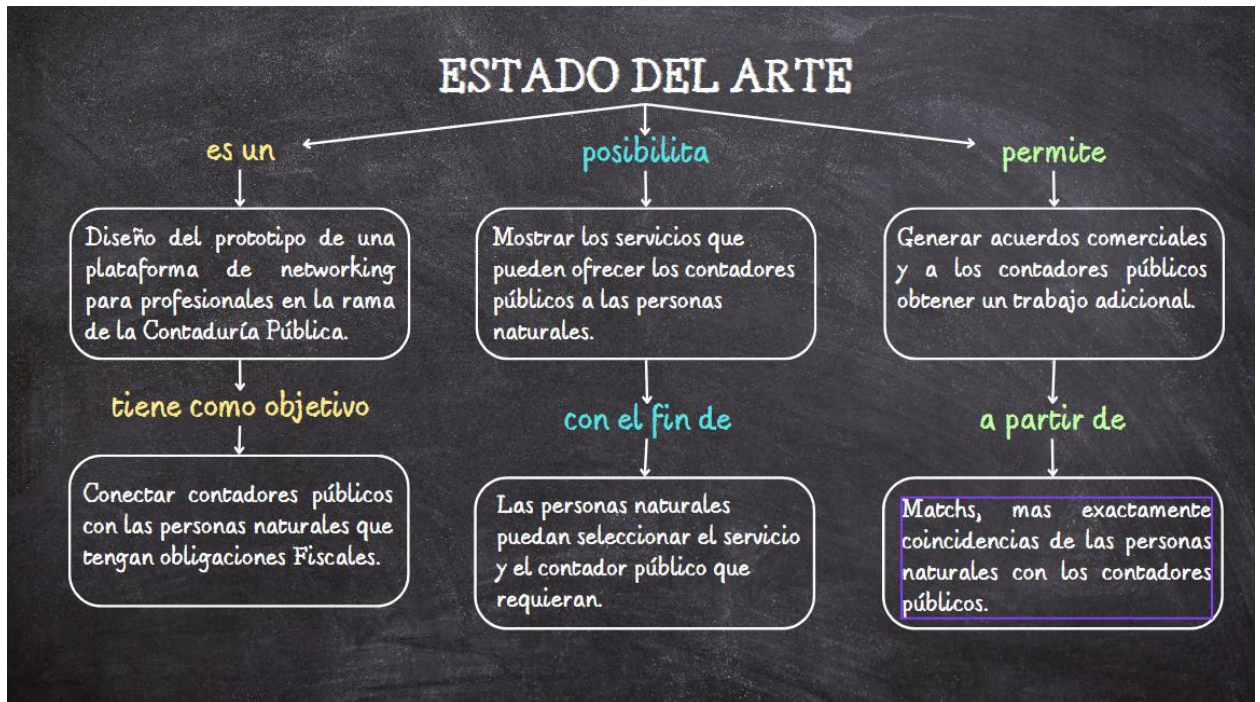 ESTADO DEL ARTE
es un
Diseño del prototipo de una
plataforma de networking
para profesionales en la rama
de la Contaduría Pública.
tiene como objetivo
Conectar contadores públicos
con las personas naturales que
tengan obligaciones Fiscales.
posibilita
Mostrar los servicios que
pueden ofrecer los contadores
públicos a las personas
naturales.
con el fin de
Las personas naturales
puedan seleccionar el servicio
y el contador público que
requieran.
permite
Generar acuerdos comerciales
y a los contadores públicos
obtener un trabajo adicional.
a partir de
Matchs, mas exactamente
coincidencias de las personas
naturales con los contadores
públicos.